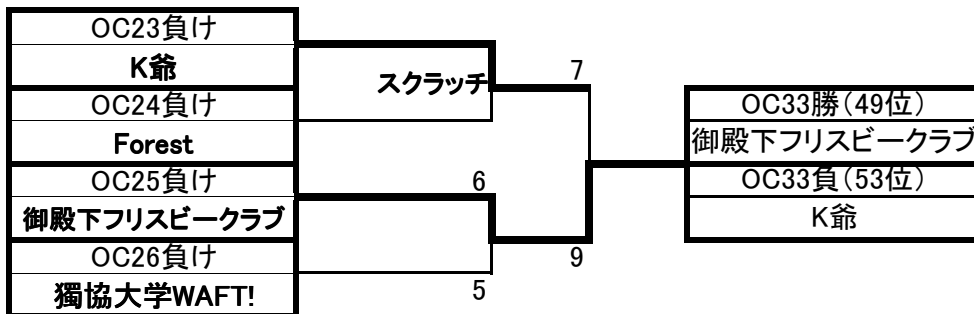 OC23負け
K爺
OC24負け
Forest
OC25負け
御殿下フリスビークラブ
OC26負け
獨協大学WAFT!
スクラッチ
6
5
7
9
OC33勝(49位)
御殿下フリスビークラブ
OC33負(53位)
K爺